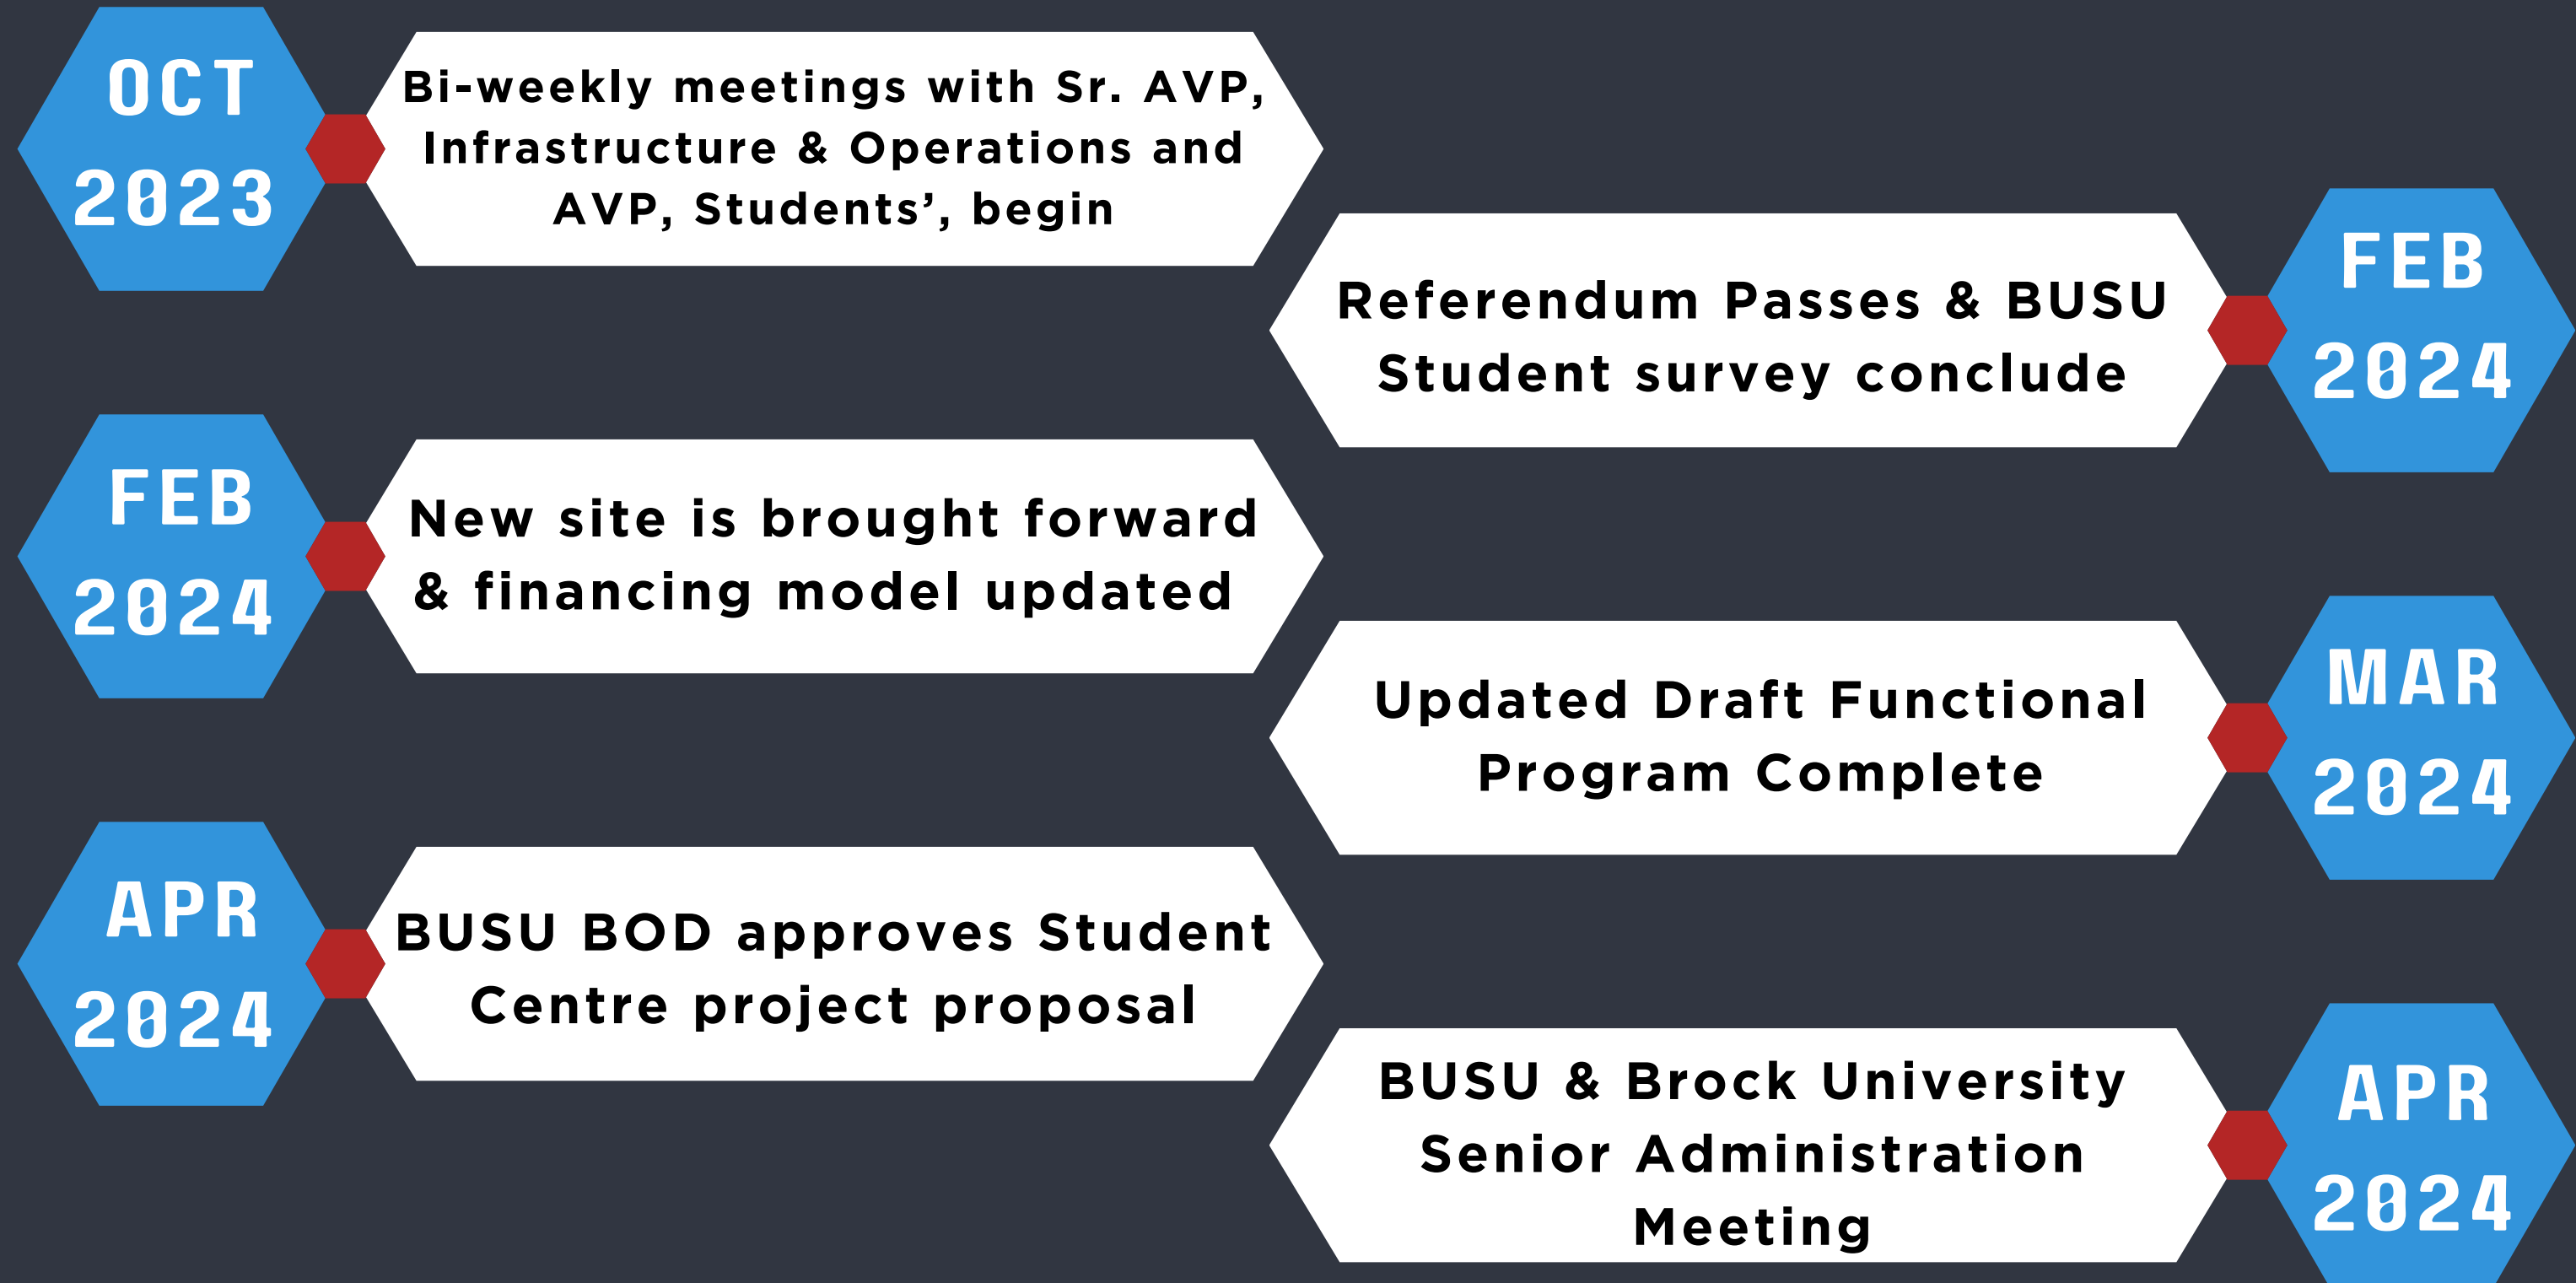 OCT
2023
Bi-weekly meetings with Sr. AVP,
Infrastructure & Operations and
AVP, Students’, begin
FEB
2024
Referendum Passes & BUSU
Student survey conclude
FEB
2024
New site is brought forward
& financing model updated
MAR
2024
Updated Draft Functional
Program Complete
APR
2024
BUSU BOD approves Student
Centre project proposal
APR
2024
BUSU & Brock University
Senior Administration
Meeting